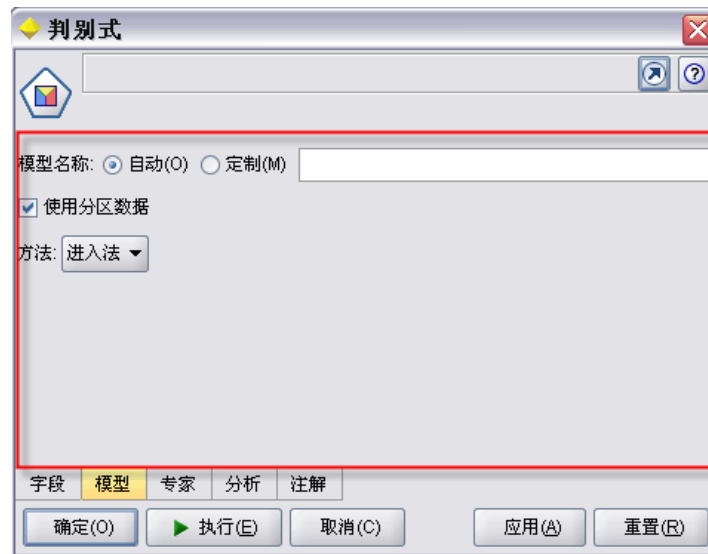 判别式
模型名称: 自动(O) 定制(M)
使用分区数据
方法: 进入法
字段 模型 专家 分析 注解
确定(O) 执行(E) 取消(C) 应用(A) 重置(R)